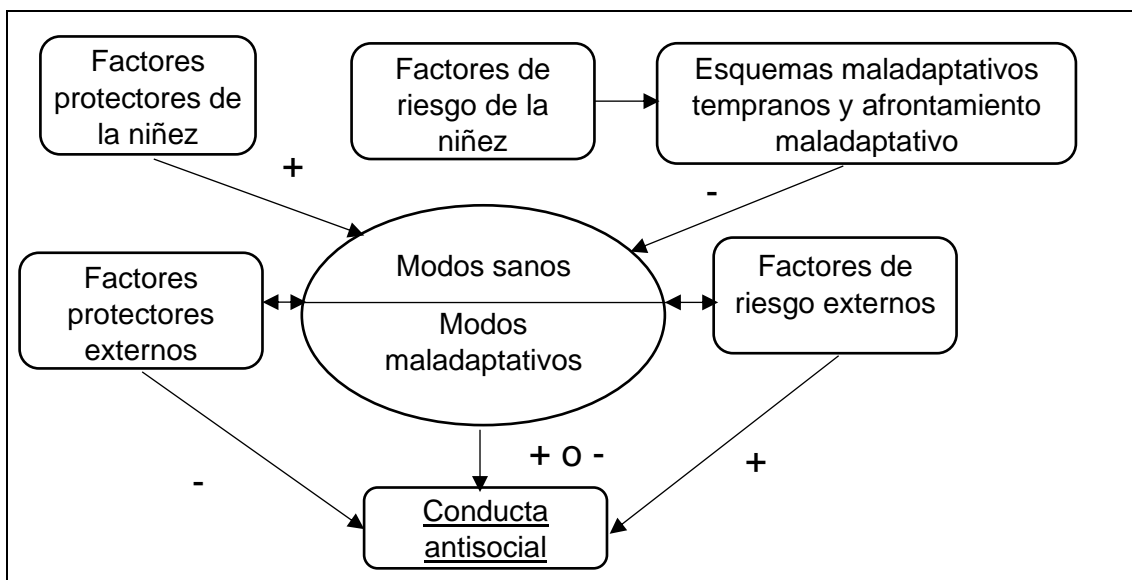 Factores
protectores de
la niñez
Factores de
riesgo de la
niñez
Esquemas maladaptativos
tempranos y afrontamiento
maladaptativo
+
-
Modos sanos
Modos
maladaptativos
Factores
protectores
externos
Factores de
riesgo externos
-
+ o -
+
Conducta
antisocial